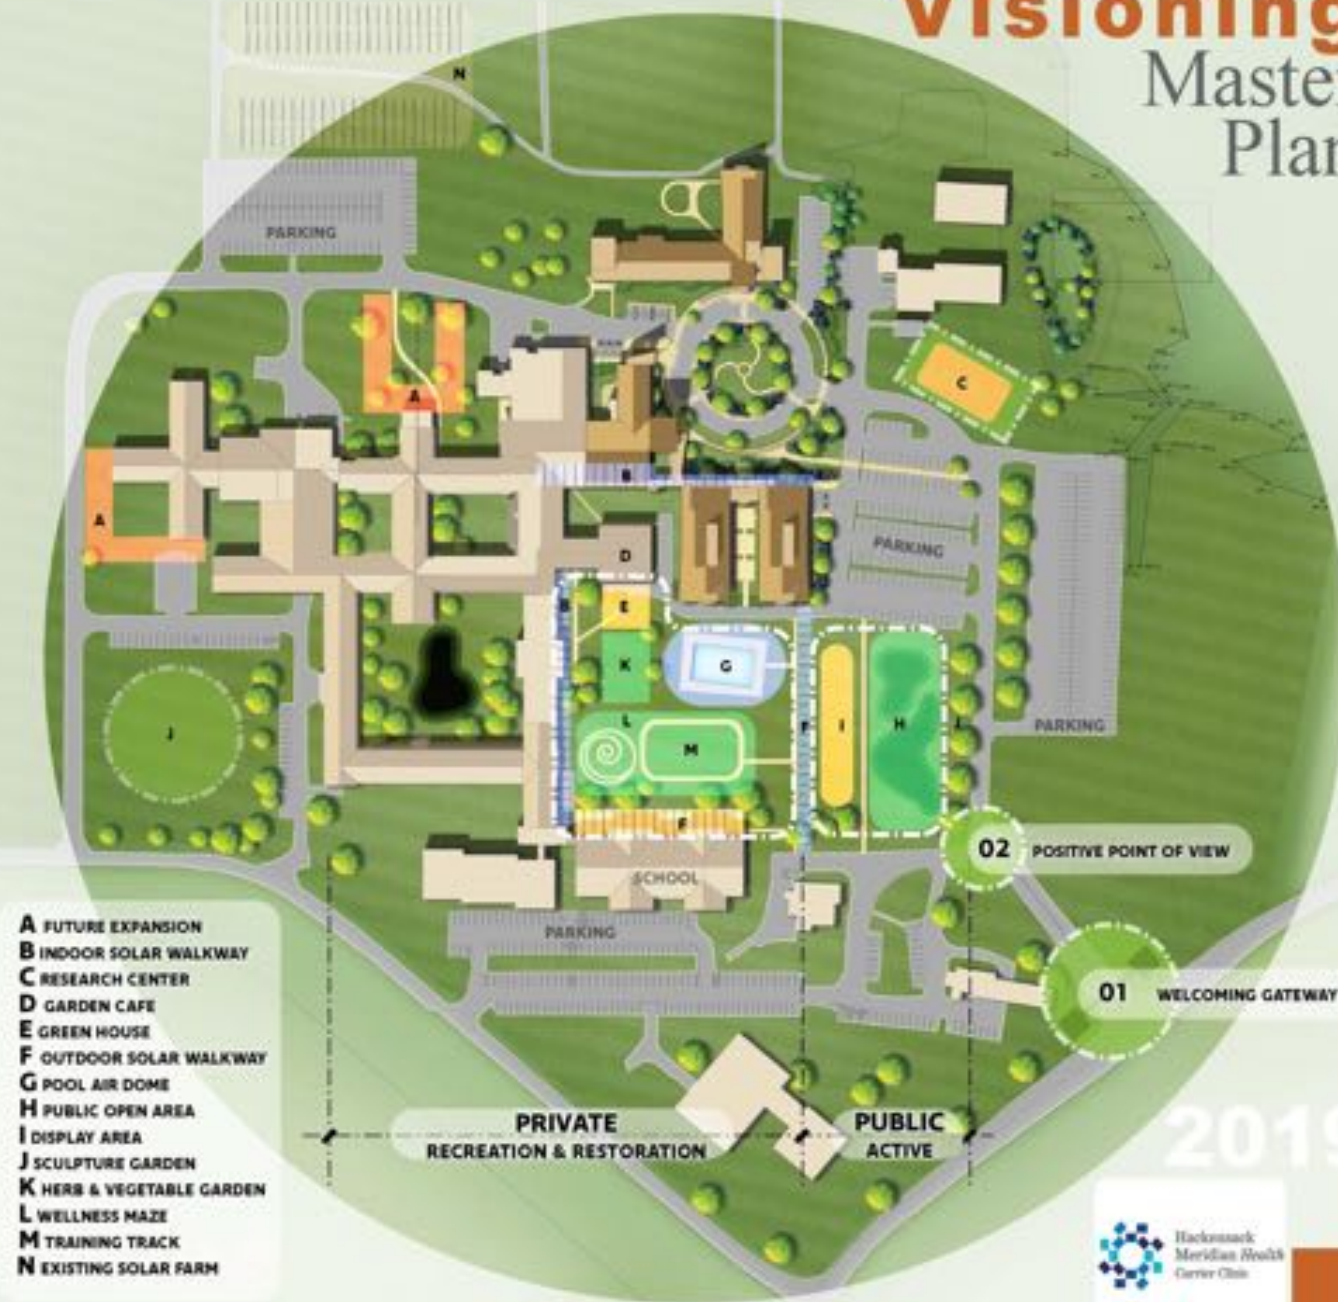 Visioning
Master
Plan
N
PARKING
A
C
B
A
D
PARKING
B
E
K
G
J
L
M
F
I
H
J
PARKING
F
02 POSITIVE POINT OF VIEW
SCHOOL
PARKING
01 WELCOMING GATEWAY
A FUTURE EXPANSION
B INDOOR SOLAR WALKWAY
C RESEARCH CENTER
D GARDEN CAFE
E GREEN HOUSE
F OUTDOOR SOLAR WALKWAY
G POOL AIR DOME
H PUBLIC OPEN AREA
I DISPLAY AREA
J SCULPTURE GARDEN
K HERB & VEGETABLE GARDEN
L WELLNESS MAZE
M TRAINING TRACK
N EXISTING SOLAR FARM
PRIVATE
RECREATION & RESTORATION
PUBLIC
ACTIVE
2019
Hackensack
Meridian Health
Carrier Clinic